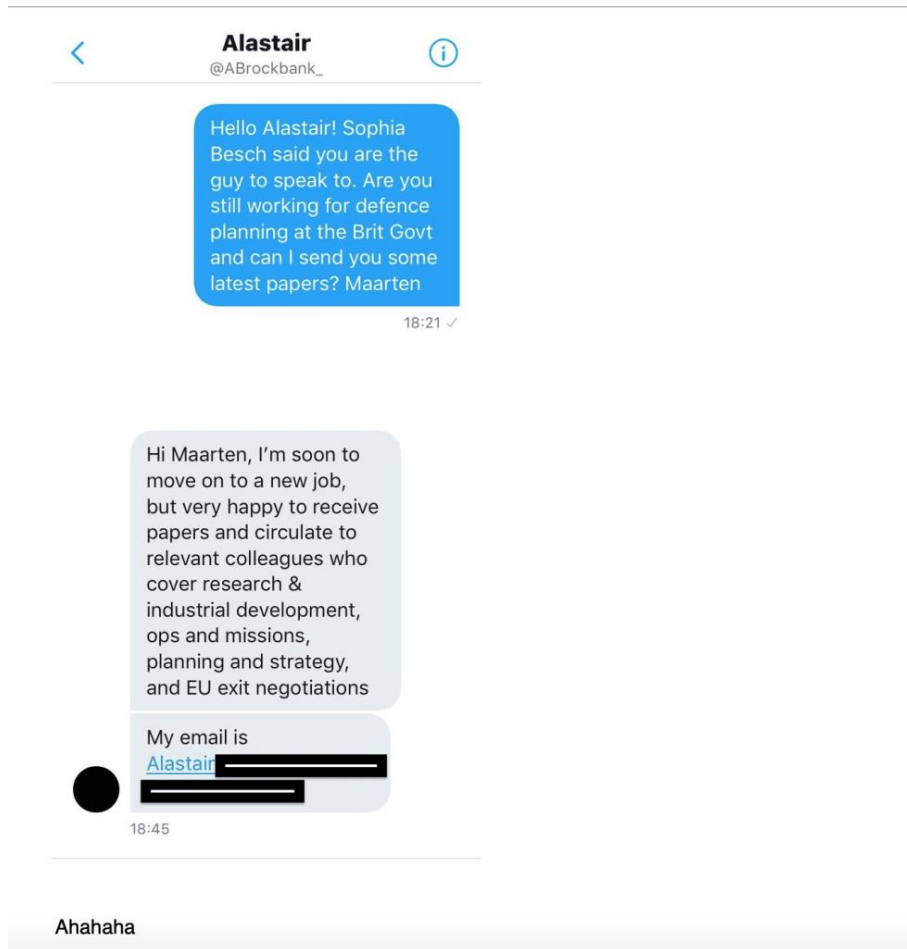 Alastair
@ABrockbank_
Hello Alastair! Sophia
Besch said you are the
guy to speak to. Are you
still working for defence
planning at the Brit Govt
and can I send you some
latest papers? Maarten
18:21 ✓
Hi Maarten, I'm soon to
move on to a new job,
but very happy to receive
papers and circulate to
relevant colleagues who
cover research &
industrial development,
ops and missions,
planning and strategy,
and EU exit negotiations
My email is
Alastair
18:45
Ahahaha